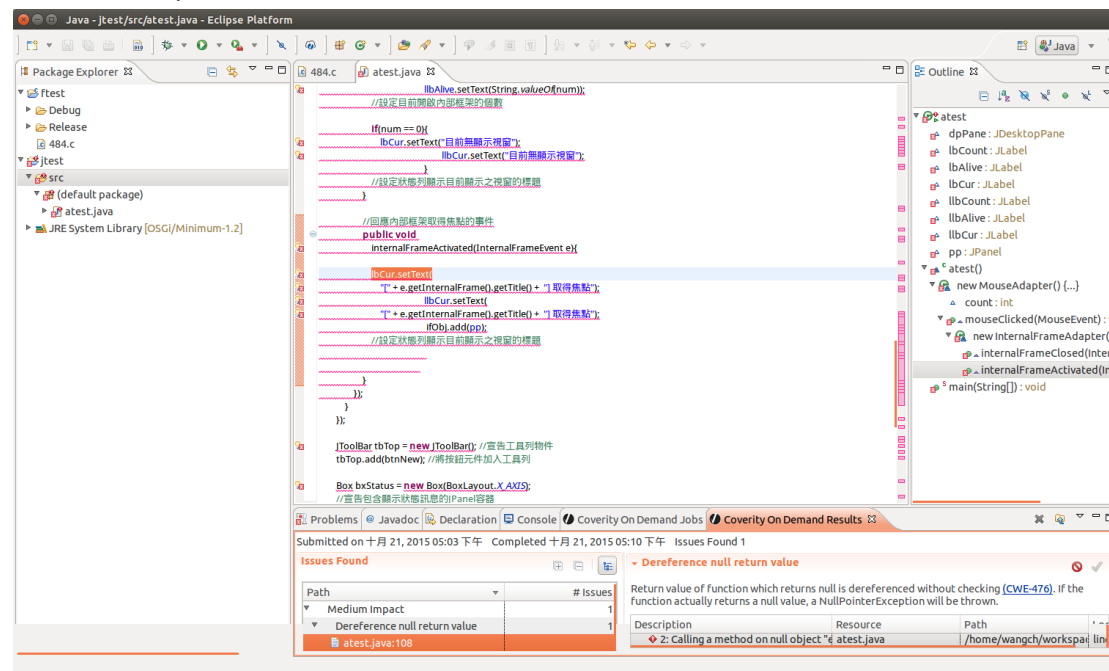 Java - jtest/src/atest.java - Eclipse Platform
Java
Package Explorer
ftest
Debug
Release
484.c
jtest
src
(default package)
atest.java
JRE System Library [OSGi/Minimum-1.2]
484.c
atest.java
llbAlive.setText(String.valueOf(num));
//設定目前開啟內部框架的個數
if(num == 0){
lbCur.setText("目前無顯示視窗");
llbCur.setText("目前無顯示視窗");
}
//設定狀態列顯示目前顯示之視窗的標題
}
//回應內部框架取得焦點的事件
public void
internalFrameActivated(InternalFrameEvent e){
lbCur.setText(
"[" + e.getInternalFrame().getTitle() + "] 取得焦點");
llbCur.setText(
"[" + e.getInternalFrame().getTitle() + "] 取得焦點");
ifObj.add(pp);
//設定狀態列顯示目前顯示之視窗的標題
}
});
}
});
JToolBar tbTop = new JToolBar(); //宣告工具列物件
tbTop.add(btnNew); //將按鈕元件加入工具列
Box bxStatus = new Box(BoxLayout.X_AXIS);
//宣告包含顯示狀態訊息的JPanel容器
Outline
atest
dpPane : JDesktopPane
lbCount : JLabel
lbAlive : JLabel
lbCur : JLabel
llbCount : JLabel
llbAlive : JLabel
llbCur : JLabel
pp : JPanel
atest()
new MouseAdapter() {...}
count : int
mouseClicked(MouseEvent) :
new InternalFrameAdapter(
internalFrameClosed(Inte
internalFrameActivated(In
main(String[]) : void
Problems
Javadoc
Declaration
Console
Coverity On Demand Jobs
Coverity On Demand Results
Submitted on 十月 21, 2015 05:03 下午 Completed 十月 21, 2015 05:10 下午 Issues Found 1
Issues Found
Path # Issues
Medium Impact 1
Dereference null return value 1
atest.java:108
Dereference null return value
Return value of function which returns null is dereferenced without checking (CWE-476). If the
function actually returns a null value, a NullPointerException will be thrown.
Description Resource Path
2: Calling a method on null object "e atest.java /home/wangch/workspac line